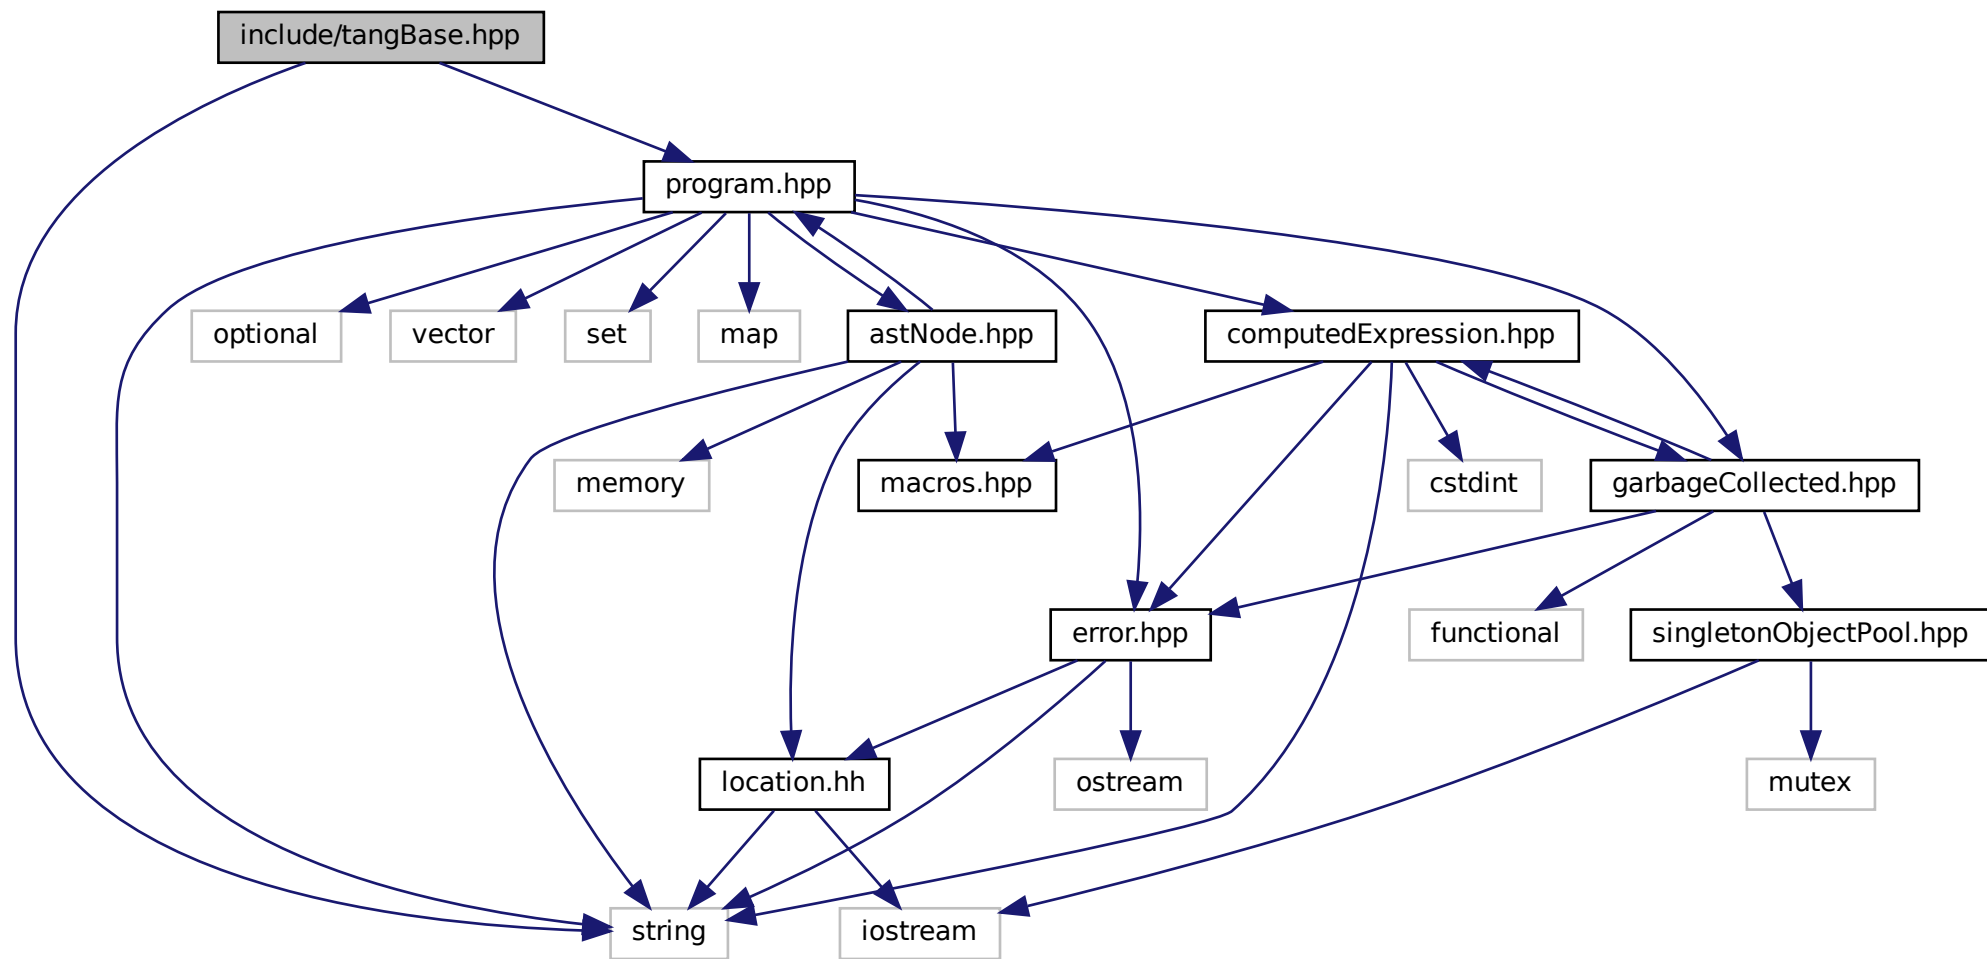 include/tangBase.hpp
program.hpp
optional
vector
set
map
astNode.hpp
computedExpression.hpp
memory
macros.hpp
cstdint
garbageCollected.hpp
error.hpp
functional
singletonObjectPool.hpp
location.hh
ostream
mutex
string
iostream